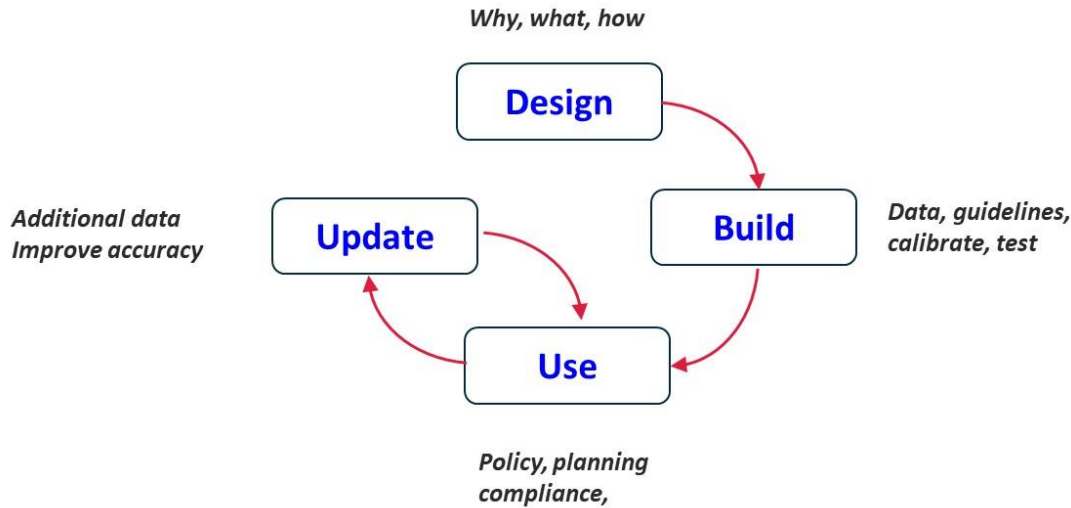 Why, what, how
Design
Build
Data, guidelines,
calibrate, test
Additional data
Improve accuracy
Update
Use
Policy, planning
compliance,